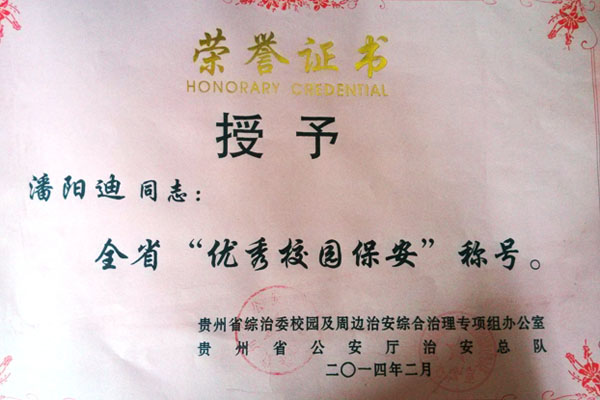 荣誉证书
HONORARY CREDENTIAL
授予
潘阳迪同志：
全省“优秀校园保安”称号。
贵州省综治委校园及周边治安综合治理专项组办公室
贵州省公安厅治安总队
二〇一四年二月